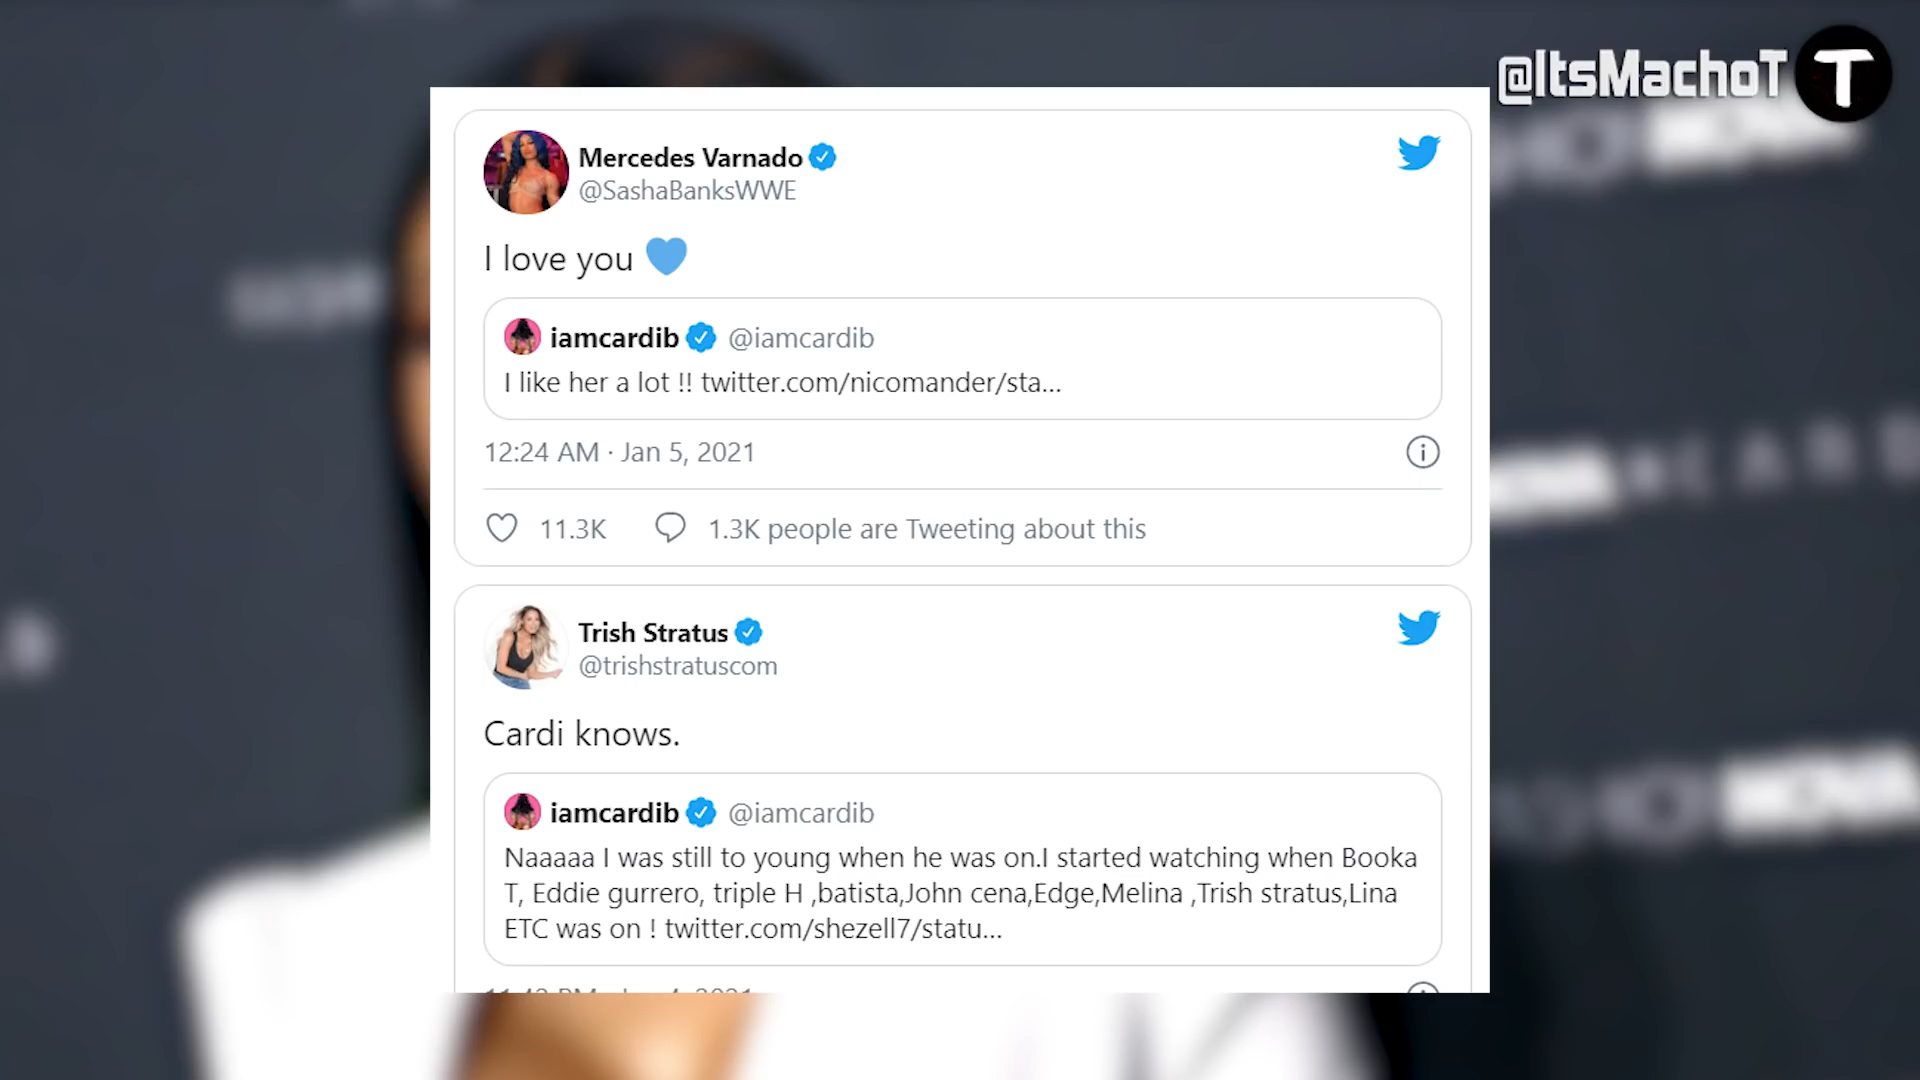 @ItsMachoT T
Mercedes Varnado
@SashaBanksWWE
I love you
iamcardib @iamcardib
I like her a lot !! twitter.com/nicomander/sta...
12:24 AM · Jan 5, 2021
11.3K 1.3K people are Tweeting about this
Trish Stratus
@trishstratuscom
Cardi knows.
iamcardib @iamcardib
Naaaaa I was still to young when he was on.I started watching when Booka
T, Eddie gurrero, triple H ,batista,John cena,Edge,Melina ,Trish stratus,Lina
ETC was on ! twitter.com/shezell7/statu...